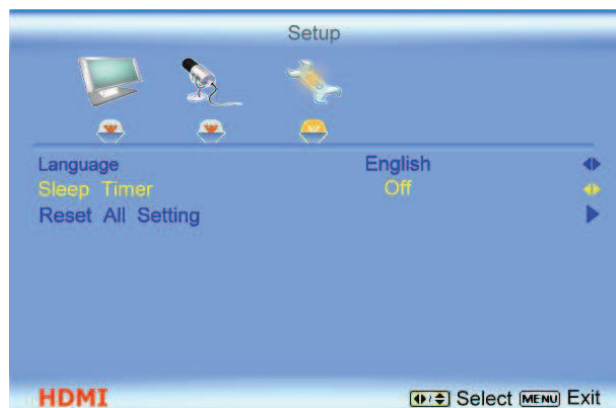 Setup
Language English
Sleep Timer Off
Reset All Setting
HDMI Select MENU Exit